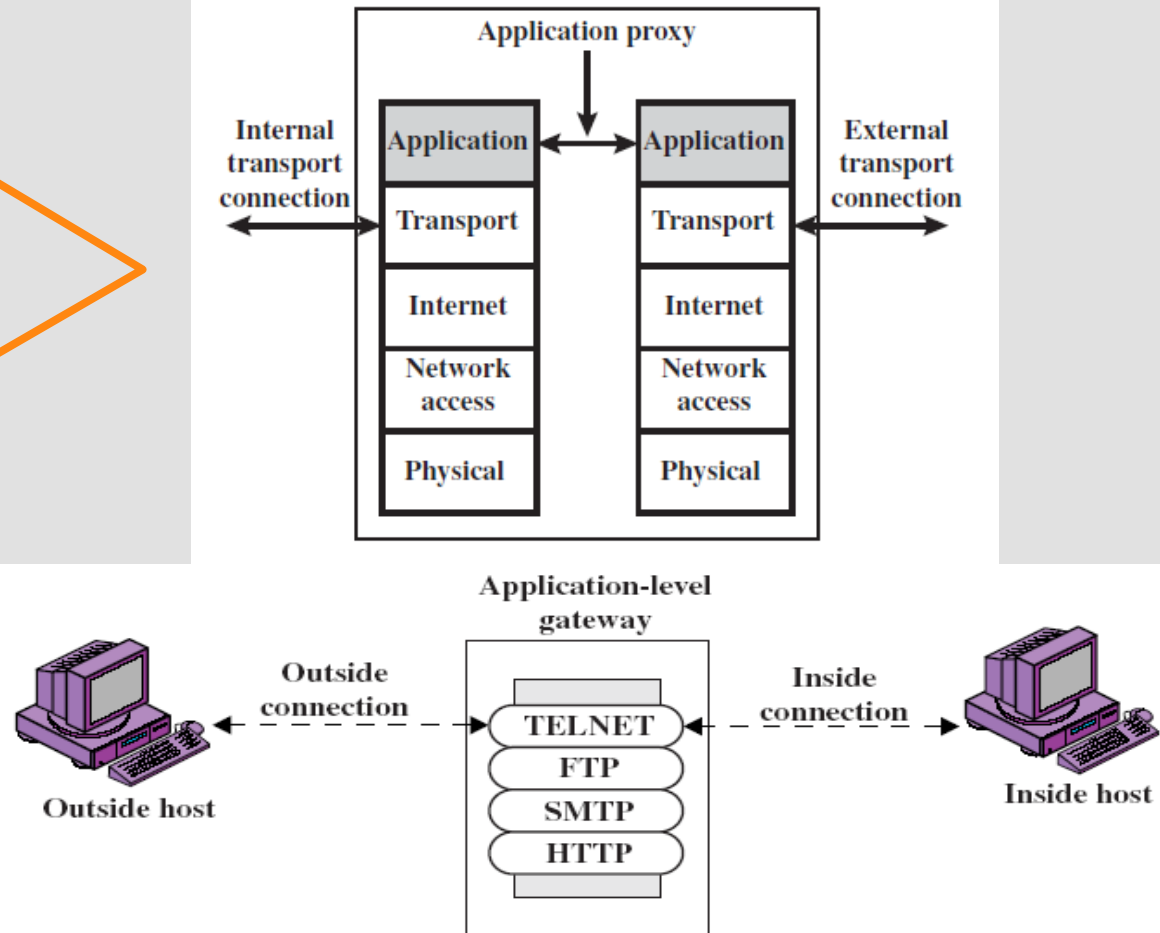 Application proxy
Internal
transport
connection
Application
Application
External
transport
connection
Transport
Transport
Internet
Internet
Network
access
Network
access
Physical
Physical
Application-level
gateway
Outside
connection
Inside
connection
TELNET
FTP
SMTP
HTTP
Outside host
Inside host